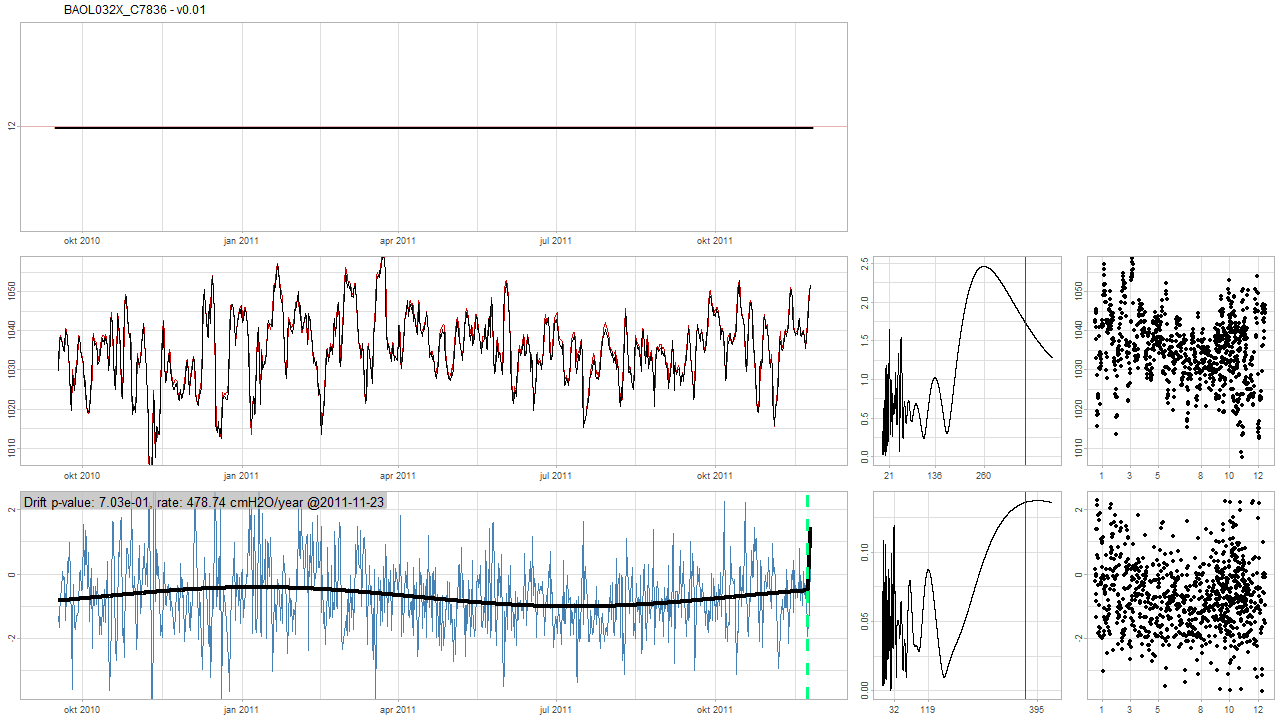 BAOL032X_C7836 - v0.01
12
okt 2010 jan 2011 apr 2011 jul 2011 okt 2011
1050
1040
1030
1020
1010
okt 2010 jan 2011 apr 2011 jul 2011 okt 2011
2.5
2.0
1.5
1.0
0.5
0.0
21 136 260
1050
1040
1030
1020
1010
1 3 5 8 10 12
Drift p-value: 7.03e-01, rate: 478.74 cmH2O/year @2011-11-23
2
0
-2
okt 2010 jan 2011 apr 2011 jul 2011 okt 2011
0.10
0.05
0.00
32 119 395
2
0
-2
1 3 5 8 10 12